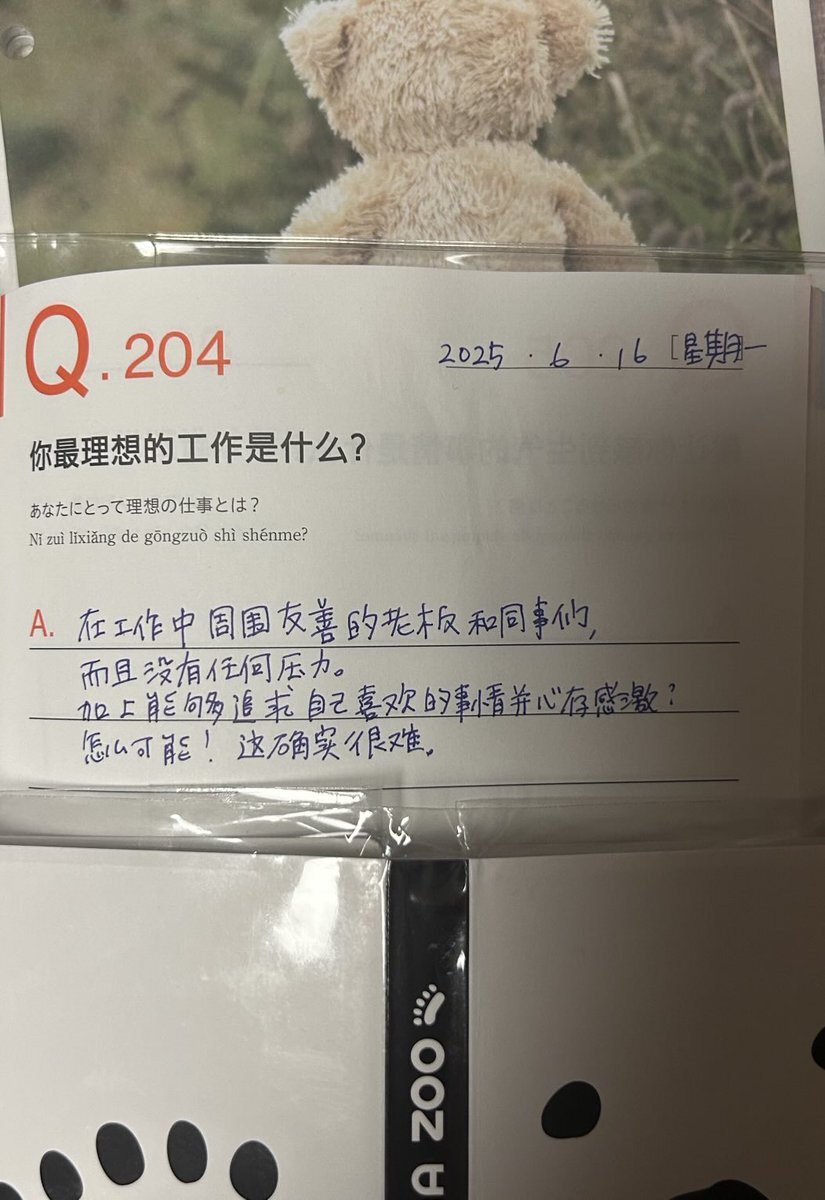 Q.204
2025 · 6 · 16 [星期一
你最理想的工作是什么?
あなたにとって理想の仕事とは?
Nǐ zuì lǐxiǎng de gōngzuò shì shénme?
A. 在工作中周围友善的老板和同事们,
而且没有任何压力。
加上能够追求自己喜欢的事情并心存感激?
怎么可能! 这确实很难。
A ZOO